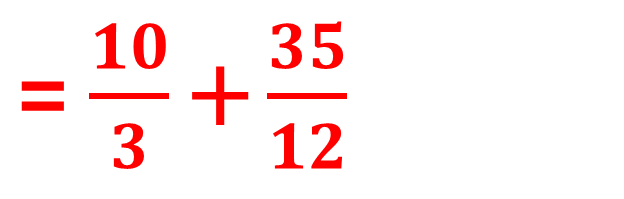 = 10/3 + 35/12